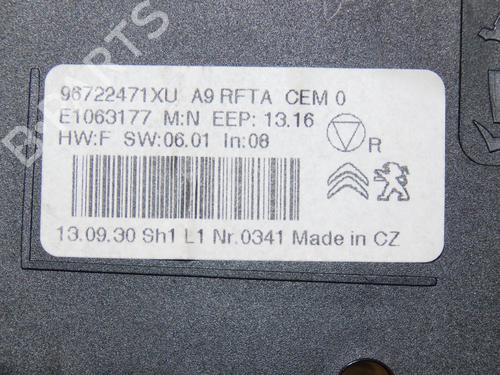 96722471XU A9 RFTA CEM 0
E1063177 M:N EEP: 13.16
HW:F SW:06.01 In:08
R
13.09.30 Sh1 L1 Nr.0341 Made in CZ